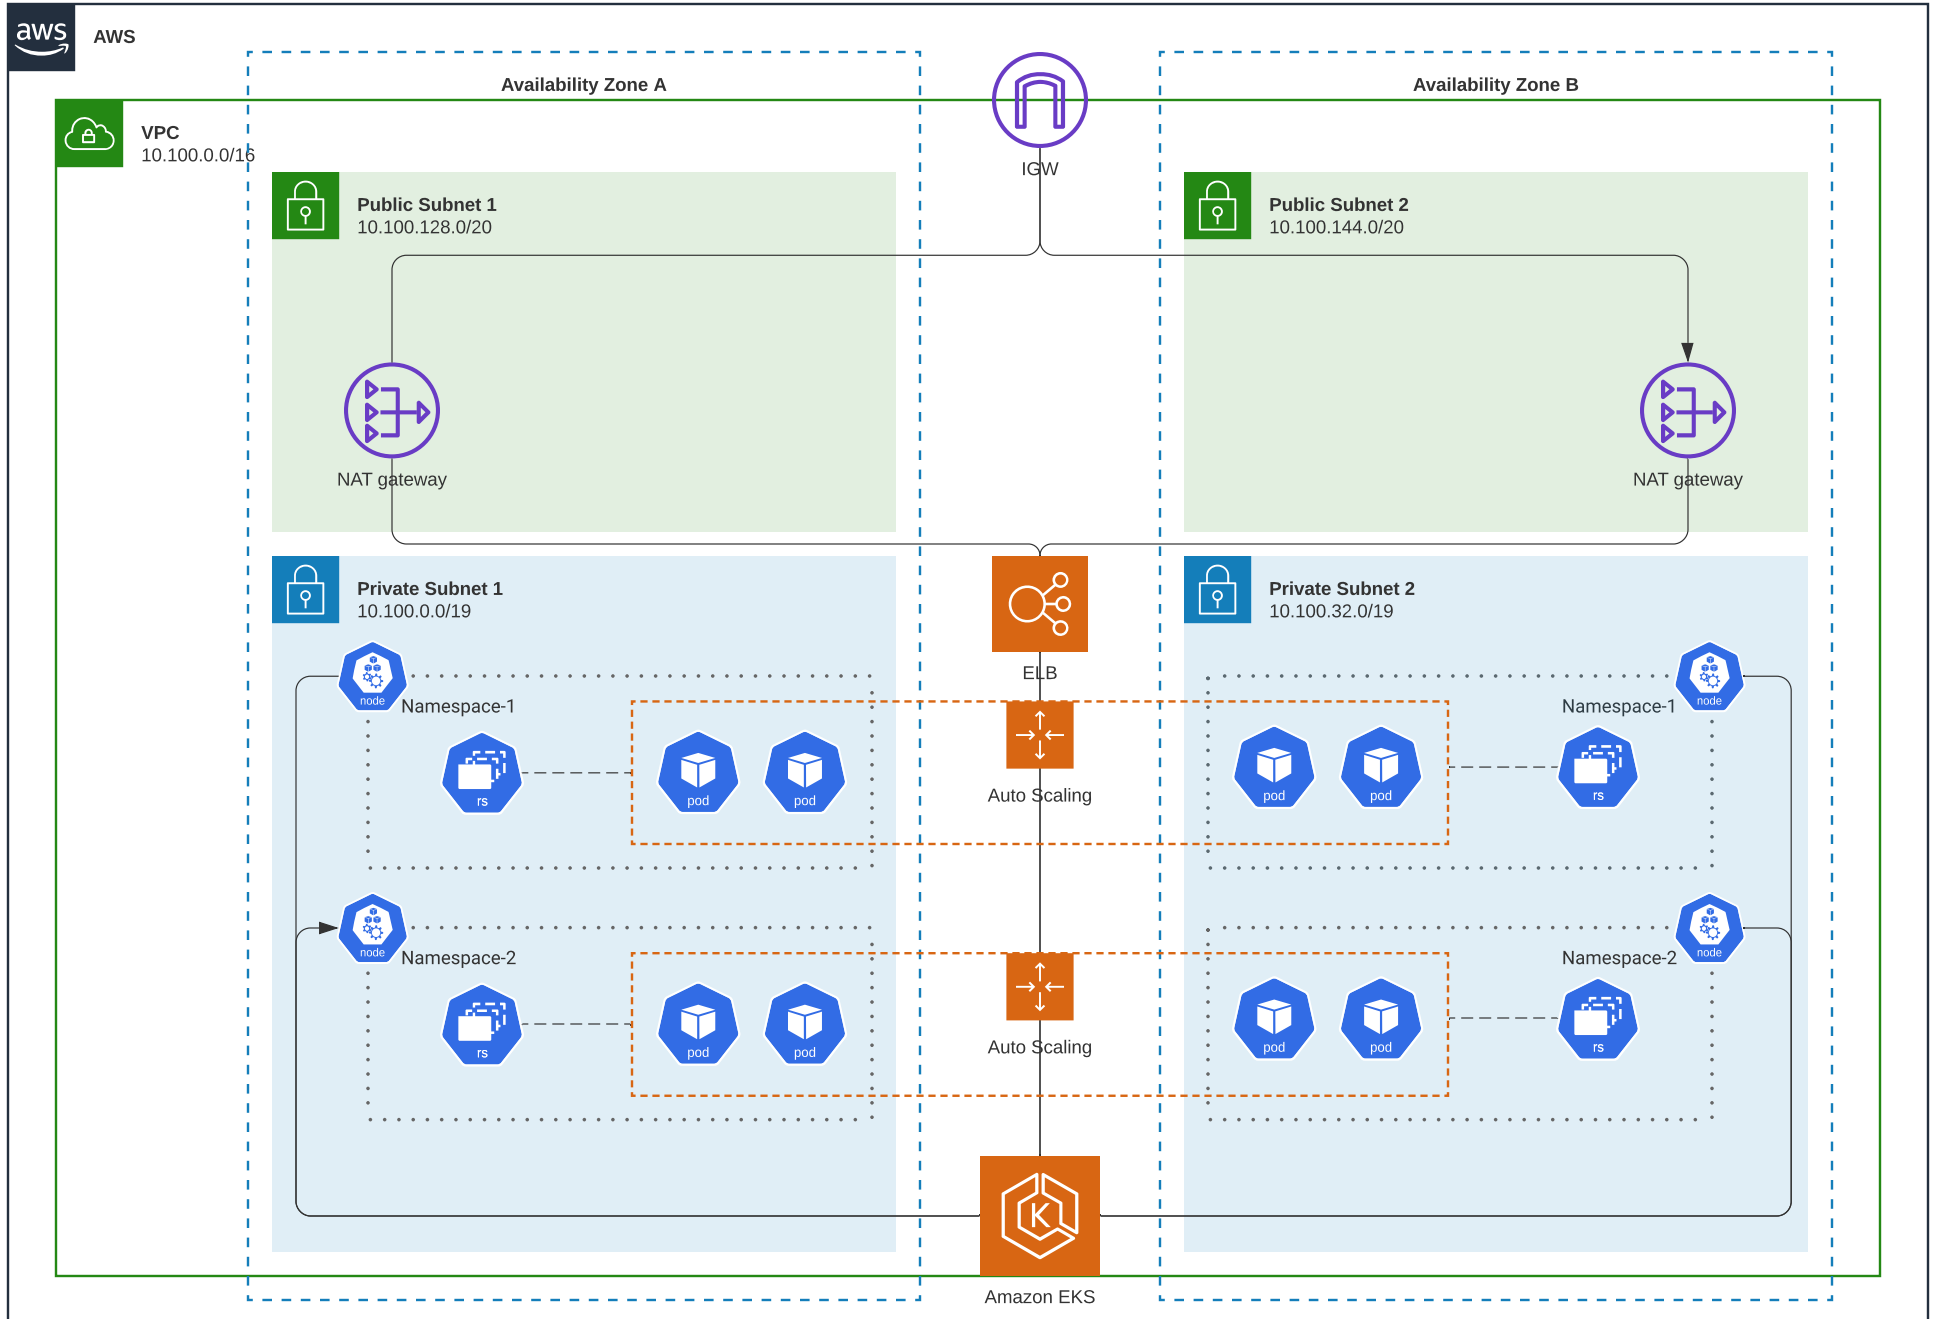 aws
AWS
Availability Zone A
Availability Zone B
VPC
10.100.0.0/16
IGW
Public Subnet 1
10.100.128.0/20
Public Subnet 2
10.100.144.0/20
NAT gateway
NAT gateway
Private Subnet 1
10.100.0.0/19
Private Subnet 2
10.100.32.0/19
ELB
node
Namespace-1
rs
pod
pod
Auto Scaling
pod
pod
Namespace-1
rs
node
node
Namespace-2
rs
pod
pod
Auto Scaling
pod
pod
Namespace-2
rs
node
K
Amazon EKS